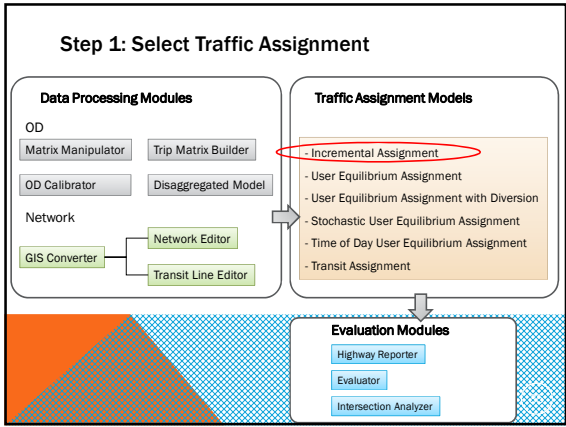 Step 1: Select Traffic Assignment
Data Processing Modules
OD
Matrix Manipulator
Trip Matrix Builder
OD Calibrator
Disaggregated Model
Network
GIS Converter
Network Editor
Transit Line Editor
Traffic Assignment Models
- Incremental Assignment
- User Equilibrium Assignment
- User Equilibrium Assignment with Diversion
- Stochastic User Equilibrium Assignment
- Time of Day User Equilibrium Assignment
- Transit Assignment
Evaluation Modules
Highway Reporter
Evaluator
Intersection Analyzer